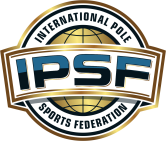 INTERNATIONAL POLE
IPSF
SPORTS FEDERATION